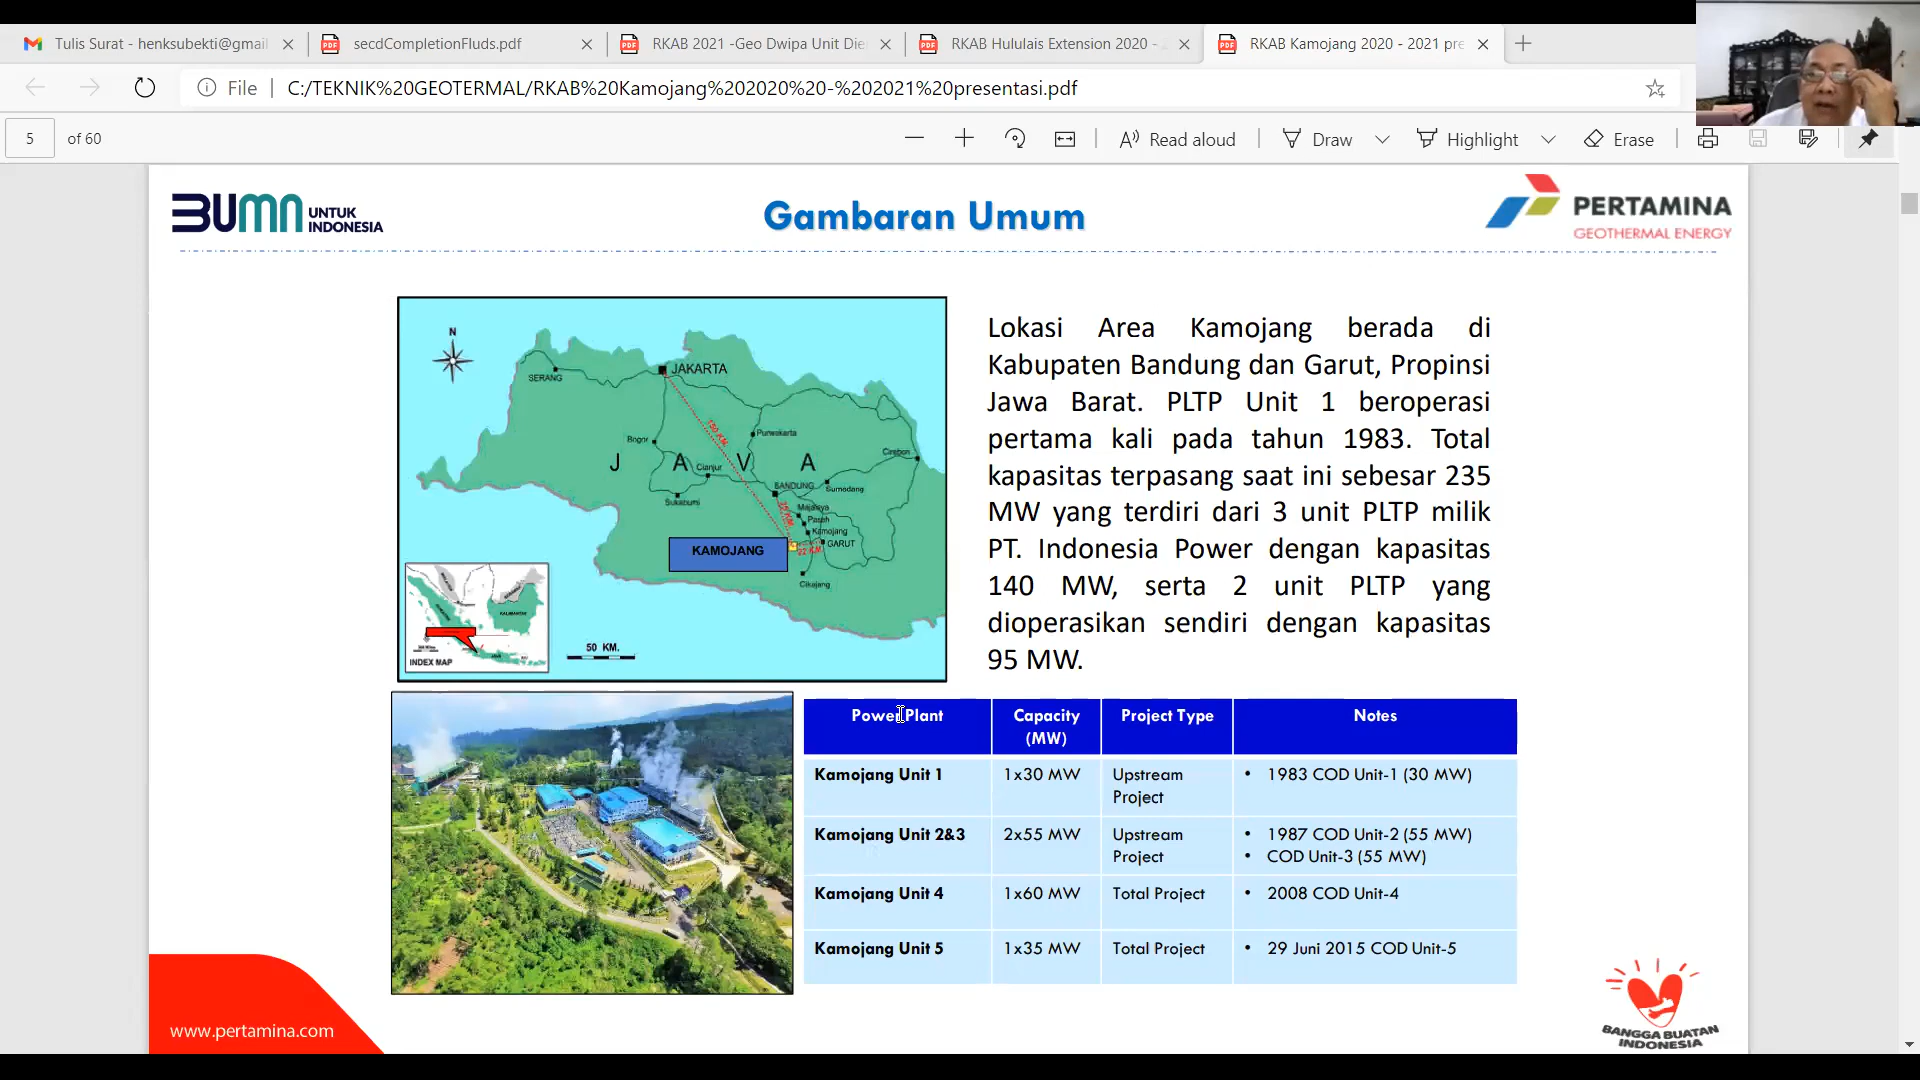 Tulis Surat - henksubekti@gmail
secdCompletionFluds.pdf
RKAB 2021 -Geo Dwipa Unit Die
RKAB Hululais Extension 2020 -
RKAB Kamojang 2020 - 2021 pre
File
C:/TEKNIK%20GEOTERMAL/RKAB%20Kamojang%202020%20-%202021%20presentasi.pdf
5 of 60
Read aloud
Draw
Highlight
Erase
BUMN UNTUK
INDONESIA
Gambaran Umum
PERTAMINA
GEOTHERMAL ENERGY
N
SERANG
JAKARTA
150 KM.
Bogor
Purwakarta
Cirebon
J A V A
Cianjur
Sukabumi
BANDUNG
Sumedang
Majalaya
Paseh
Kamojang
GARUT
22 KM.
KAMOJANG
Cikajang
KALIMANTAN
INDEX MAP
50 KM.
Lokasi Area Kamojang berada di
Kabupaten Bandung dan Garut, Propinsi
Jawa Barat. PLTP Unit 1 beroperasi
pertama kali pada tahun 1983. Total
kapasitas terpasang saat ini sebesar 235
MW yang terdiri dari 3 unit PLTP milik
PT. Indonesia Power dengan kapasitas
140 MW, serta 2 unit PLTP yang
dioperasikan sendiri dengan kapasitas
95 MW.
Power Plant
Capacity
(MW)
Project Type
Notes
Kamojang Unit 1
1x30 MW
Upstream
Project
• 1983 COD Unit-1 (30 MW)
Kamojang Unit 2&3
2x55 MW
Upstream
Project
• 1987 COD Unit-2 (55 MW)
• COD Unit-3 (55 MW)
Kamojang Unit 4
1x60 MW
Total Project
• 2008 COD Unit-4
Kamojang Unit 5
1x35 MW
Total Project
• 29 Juni 2015 COD Unit-5
www.pertamina.com
BANGGA BUATAN
INDONESIA